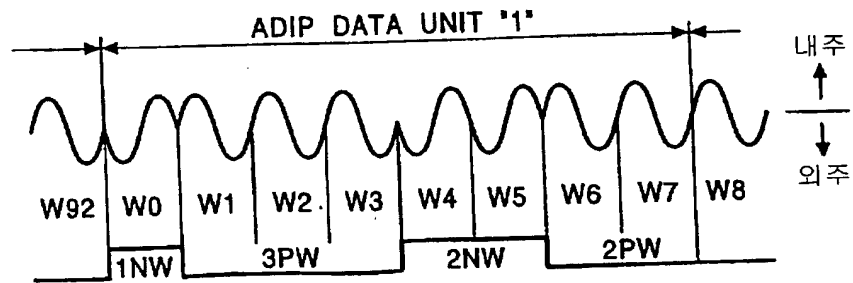 ADIP DATA UNIT "1"
내주
외주
W92 W0 W1 W2 W3 W4 W5 W6 W7 W8
1NW 3PW 2NW 2PW